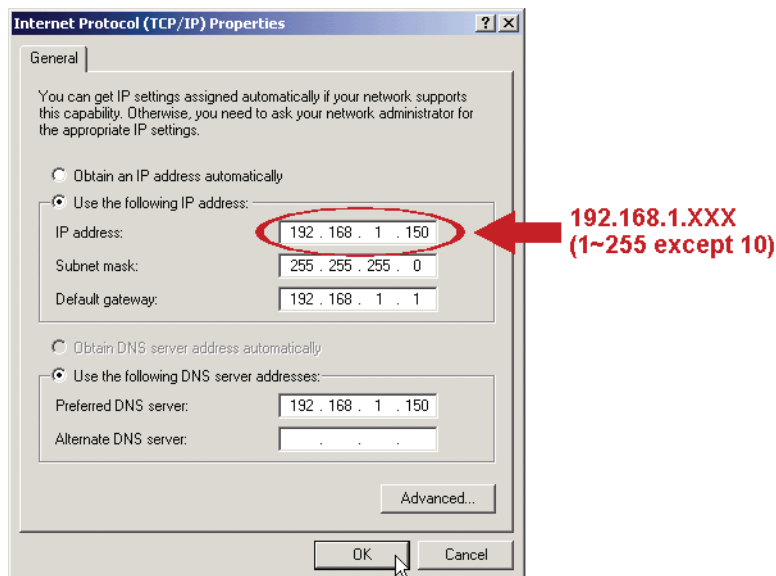 Internet Protocol (TCP/IP) Properties
General
You can get IP settings assigned automatically if your network supports
this capability. Otherwise, you need to ask your network administrator for
the appropriate IP settings.
Obtain an IP address automatically
Use the following IP address:
IP address: 192 . 168 . 1 . 150
Subnet mask: 255 . 255 . 255 . 0
Default gateway: 192 . 168 . 1 . 1
192.168.1.XXX
(1~255 except 10)
Obtain DNS server address automatically
Use the following DNS server addresses:
Preferred DNS server: 192 . 168 . 1 . 150
Alternate DNS server: . . .
Advanced...
OK Cancel